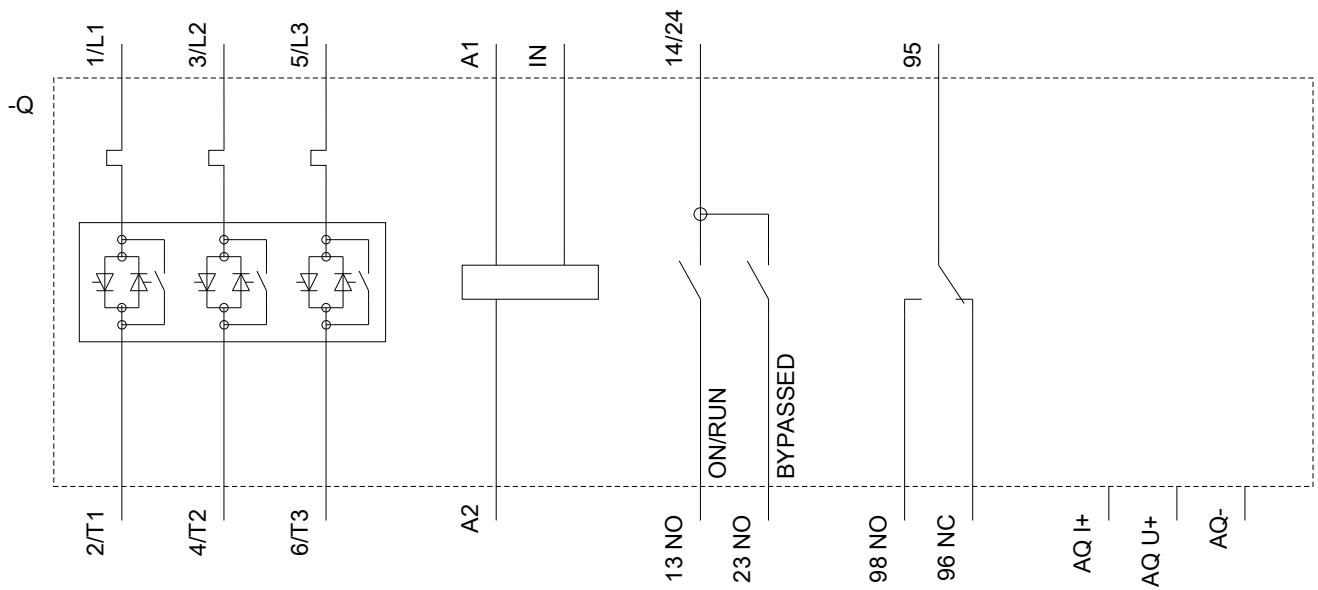 1/L1
3/L2
5/L3
A1
IN
14/24
95
-Q
ON/RUN
BYPASSED
2/T1
4/T2
6/T3
A2
13 NO
23 NO
98 NO
96 NC
AQ I+
AQ U+
AQ-